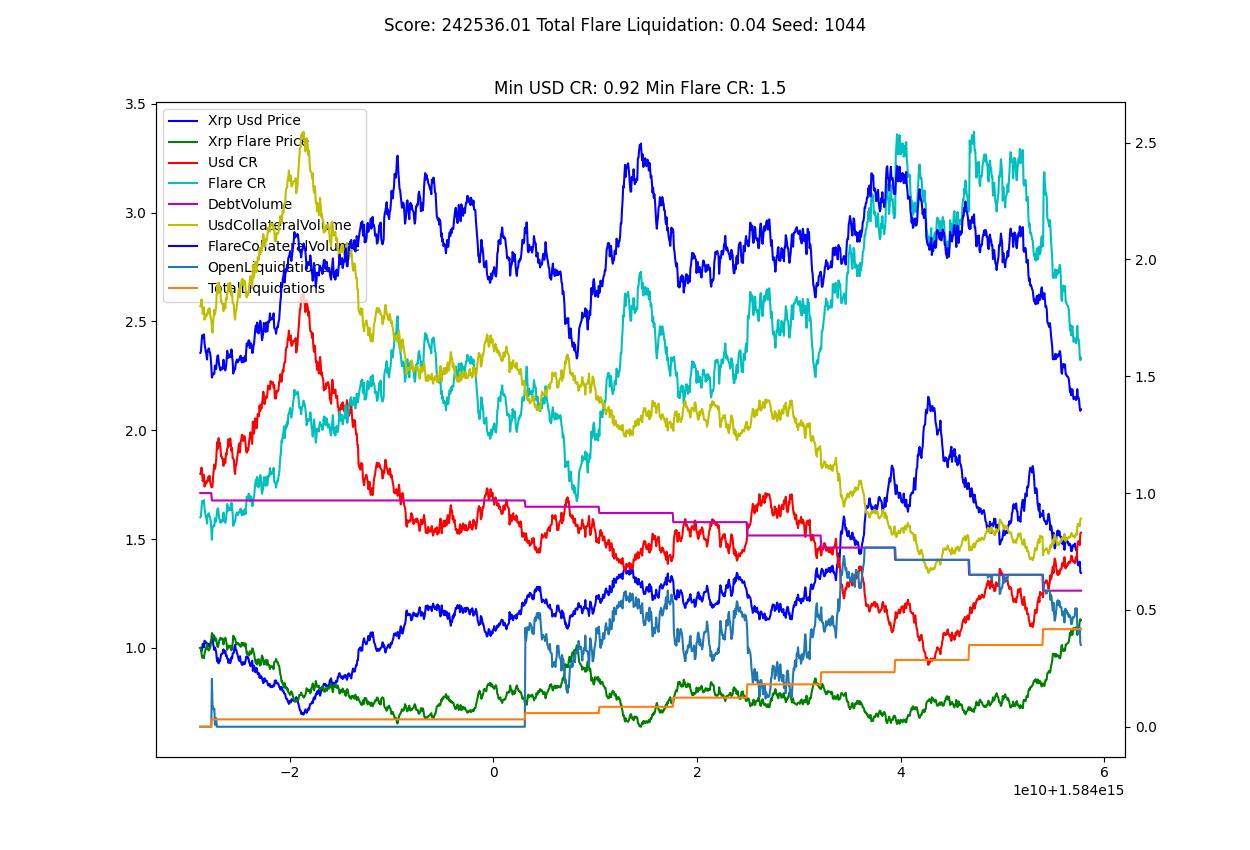 Score: 242536.01 Total Flare Liquidation: 0.04 Seed: 1044
Min USD CR: 0.92 Min Flare CR: 1.5
3.5
3.0
2.5
2.0
1.5
1.0
Xrp Usd Price
Xrp Flare Price
Usd CR
Flare CR
DebtVolume
UsdCollateralVolume
FlareCollateralVolume
OpenLiquidations
TotalLiquidations
2.5
2.0
1.5
1.0
0.5
0.0
−2 0 2 4 6
1e10+1.584e15